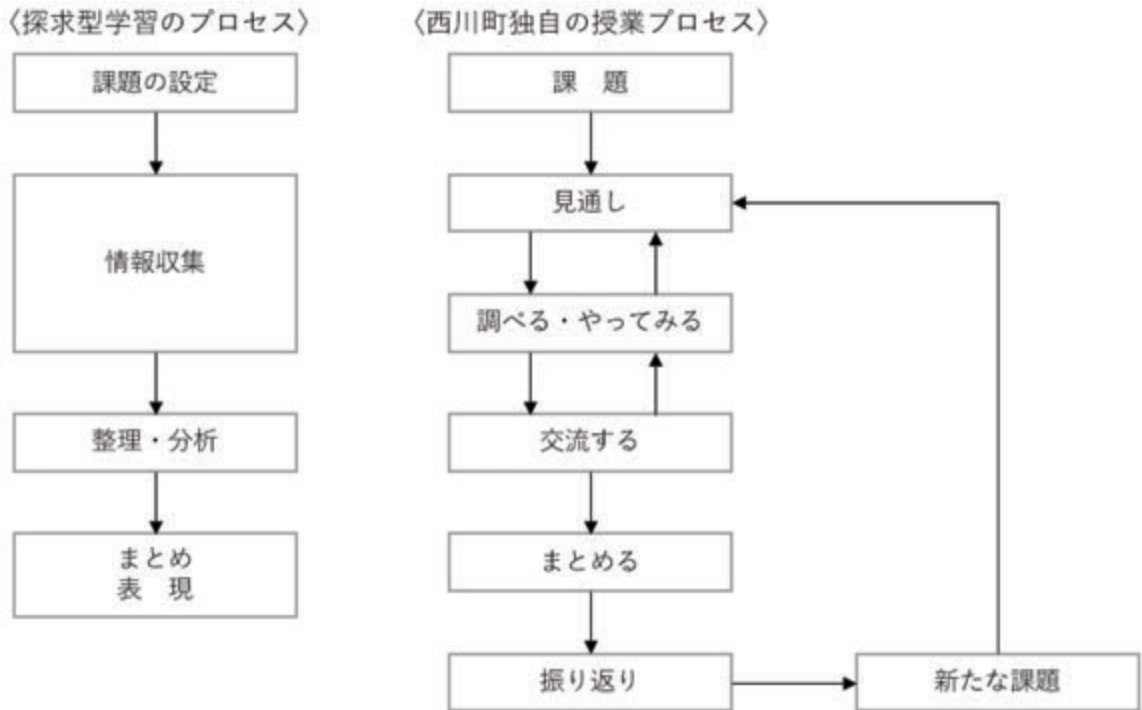 〈探求型学習のプロセス〉
課題の設定
情報収集
整理・分析
まとめ
表　現
〈西川町独自の授業プロセス〉
課　題
見通し
調べる・やってみる
交流する
まとめる
振り返り
新たな課題